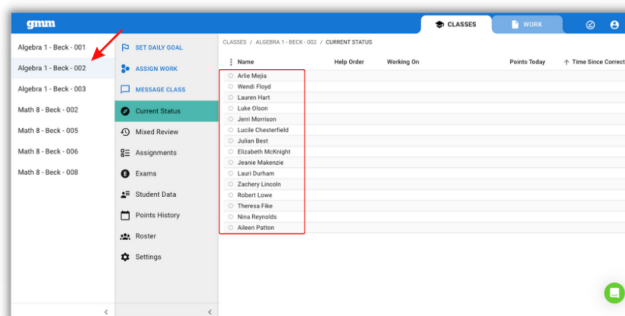 gmm
CLASSES
WORK
Algebra 1 - Beck - 001
Algebra 1 - Beck - 002
Algebra 1 - Beck - 003
Math 8 - Beck - 002
Math 8 - Beck - 005
Math 8 - Beck - 006
Math 8 - Beck - 008
SET DAILY GOAL
ASSIGN WORK
MESSAGE CLASS
Current Status
Mixed Review
Assignments
Exams
Student Data
Points History
Roster
Settings
CLASSES / ALGEBRA 1 - BECK - 002 / CURRENT STATUS
Name Help Order Working On Points Today Time Since Correct
Arlie Mejia
Wendi Floyd
Lauren Hart
Luke Olson
Jerri Morrison
Lucile Chesterfield
Julian Best
Elizabeth McKnight
Jeanie Makenzie
Lauri Durham
Zachery Lincoln
Robert Lowe
Theresa Fike
Nina Reynolds
Aileen Patton